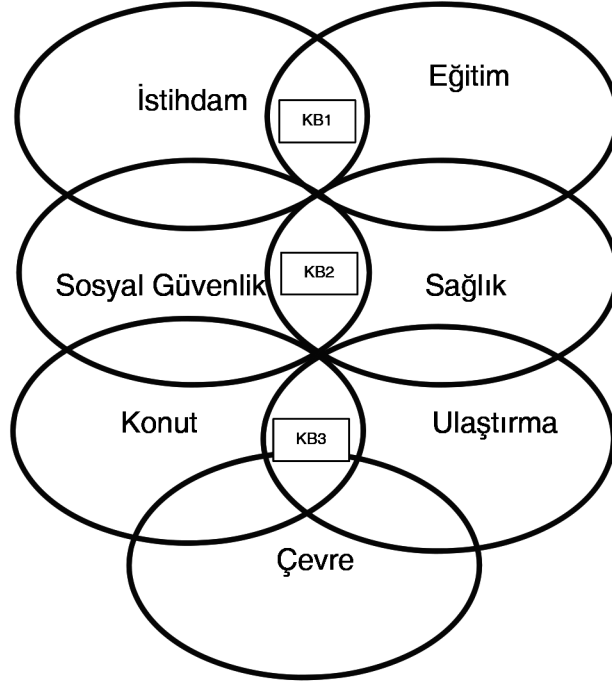 İstihdam
Eğitim
KB1
Sosyal Güvenlik
KB2
Sağlık
Konut
KB3
Ulaştırma
Çevre